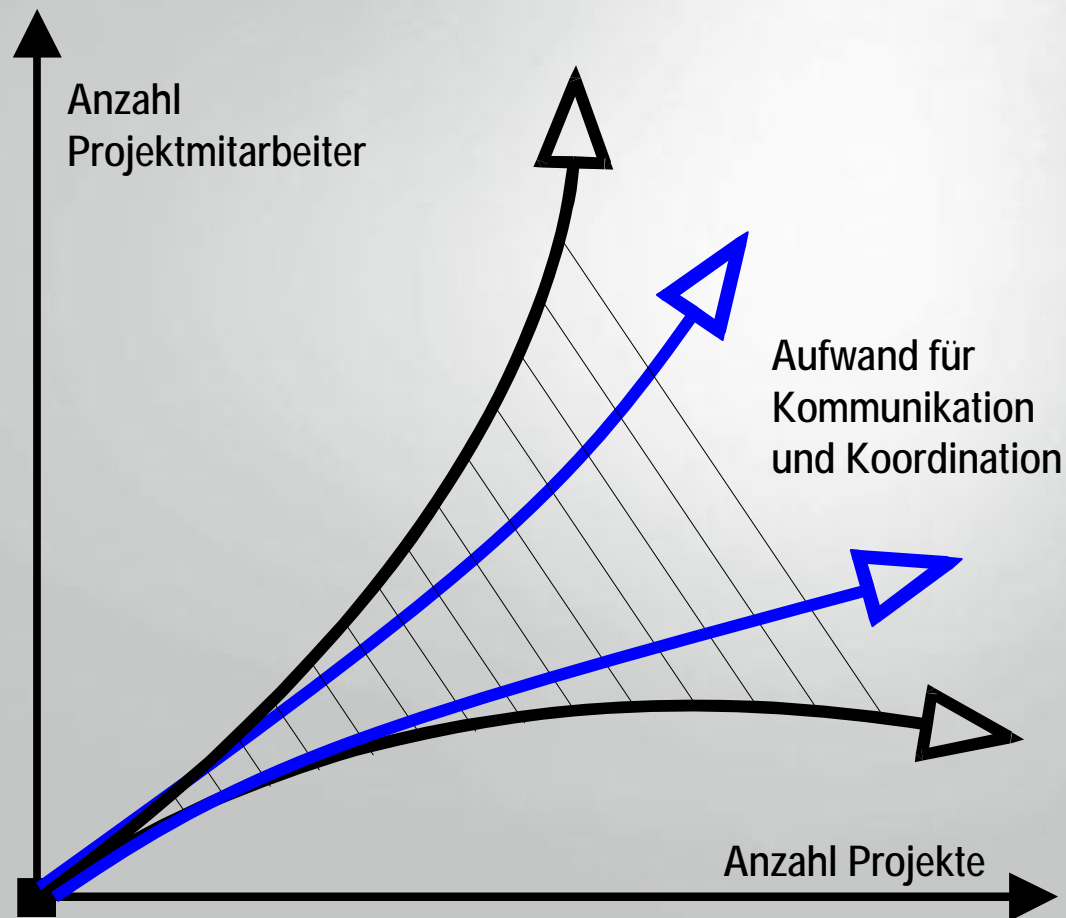 Anzahl
Projektmitarbeiter
Aufwand für
Kommunikation
und Koordination
Anzahl Projekte